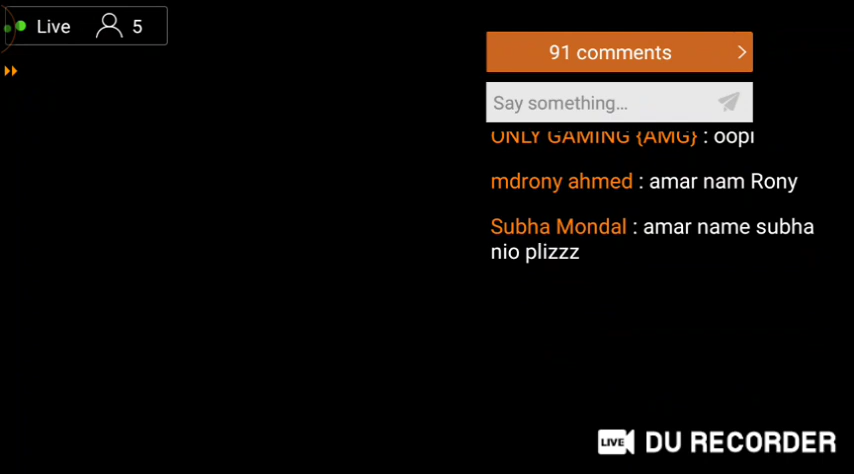 Live 5
91 comments
Say something...
ONLY GAMING {AMG} : oopi
mdrony ahmed : amar nam Rony
Subha Mondal : amar name subha
nio plizzz
LIVE DU RECORDER